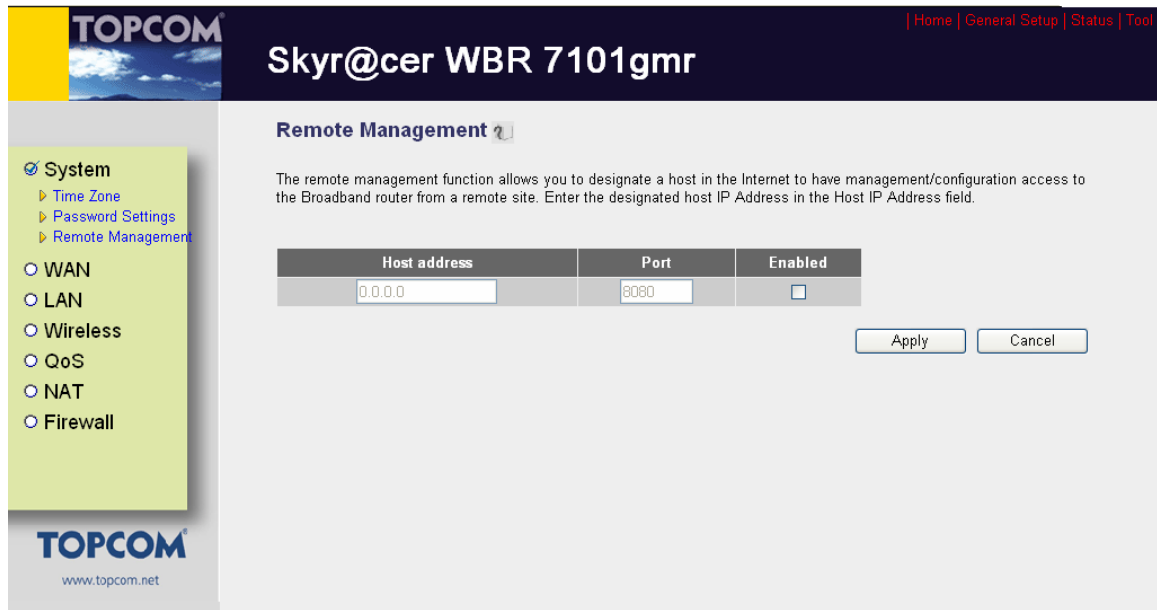 TOPCOM
| Home | General Setup | Status | Tool
Skyr@cer WBR 7101gmr
Remote Management
System
Time Zone
Password Settings
Remote Management
WAN
LAN
Wireless
QoS
NAT
Firewall
The remote management function allows you to designate a host in the Internet to have management/configuration access to
the Broadband router from a remote site. Enter the designated host IP Address in the Host IP Address field.
Host address Port Enabled
0.0.0.0 8080
Apply Cancel
TOPCOM
www.topcom.net